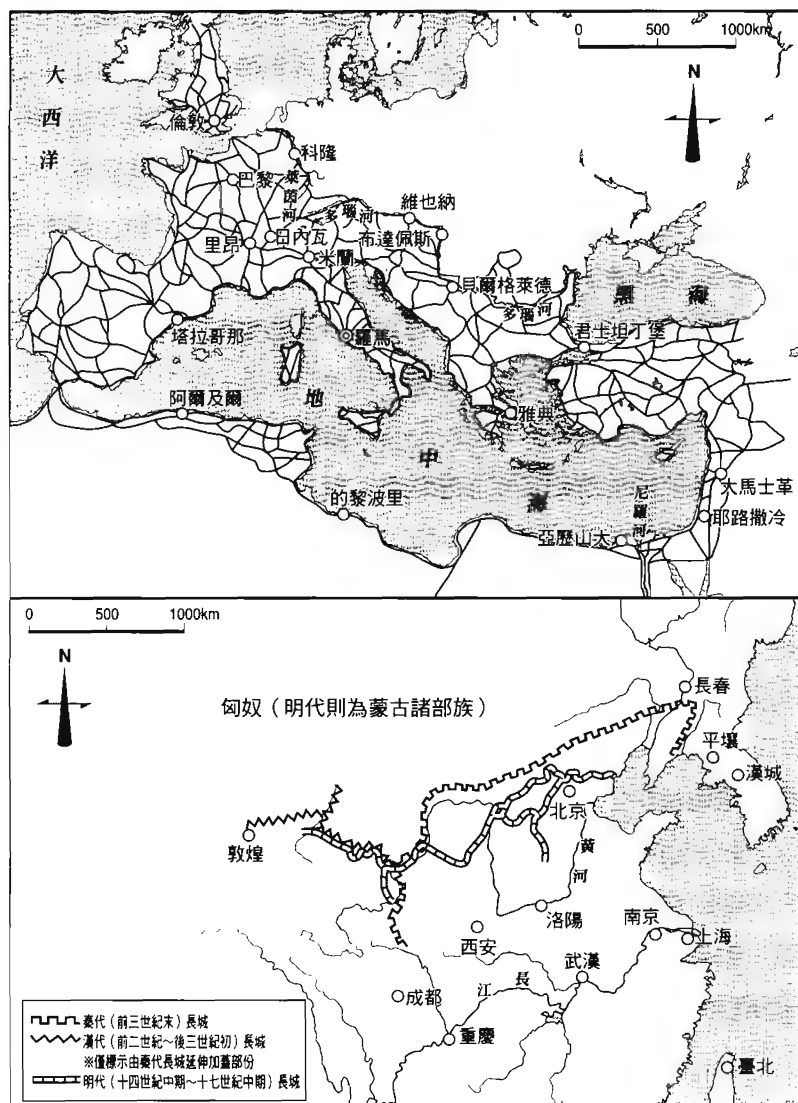 0 500 1000km
N
大西洋
倫敦
科隆
巴黎
萊茵河
多瑙河
維也納
里昂
日內瓦
布達佩斯
米蘭
貝爾格萊德
黑海
多瑙河
塔拉哥那
羅馬
君士坦丁堡
阿爾及爾
地中海
雅典
大馬士革
尼羅河
的黎波里
耶路撒冷
亞歷山大
0 500 1000km
N
匈奴（明代則為蒙古諸部族）
長春
平壤
漢城
北京
敦煌
黃河
洛陽
南京
上海
西安
武漢
成都
長江
重慶
臺北
秦代（前三世紀末）長城
漢代（前二世紀～後三世紀初）長城
※僅標示由秦代長城延伸加蓋部份
明代（十四世紀中期～十七世紀中期）長城